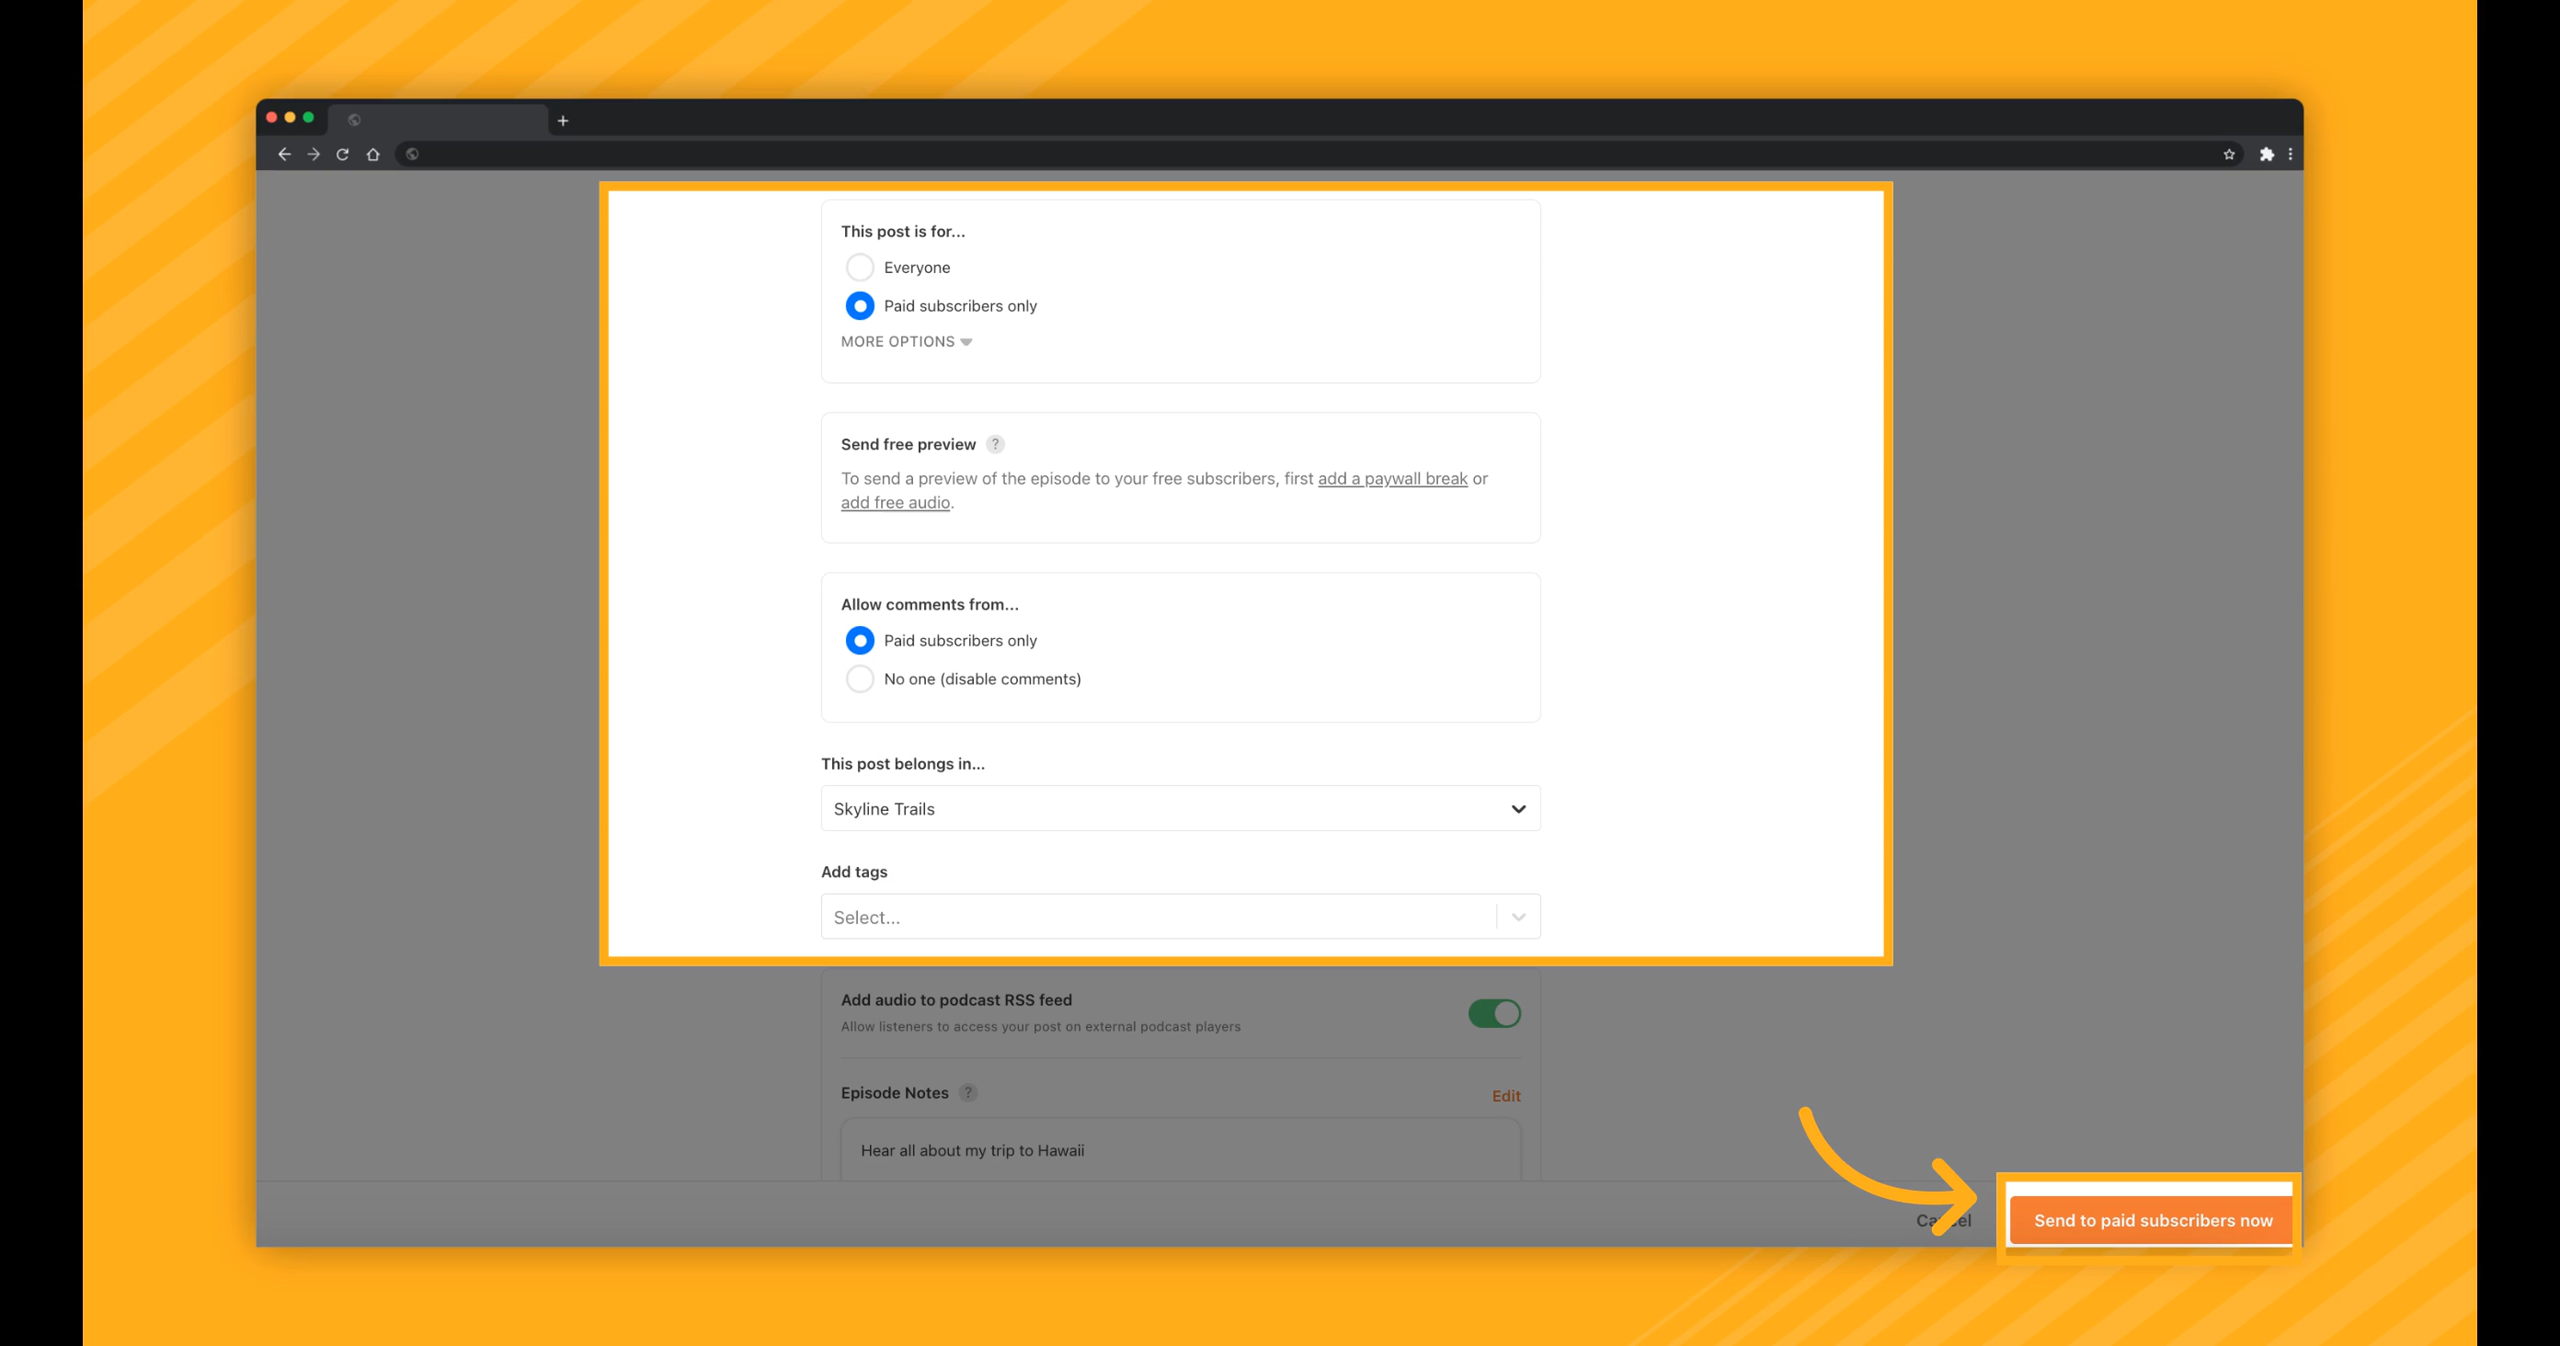 This post is for...
Everyone
Paid subscribers only
MORE OPTIONS
Send free preview ?
To send a preview of the episode to your free subscribers, first add a paywall break or
add free audio.
Allow comments from...
Paid subscribers only
No one (disable comments)
This post belongs in...
Skyline Trails
Add tags
Select...
Add audio to podcast RSS feed
Allow listeners to access your post on external podcast players
Episode Notes ?
Edit
Hear all about my trip to Hawaii
Send to paid subscribers now